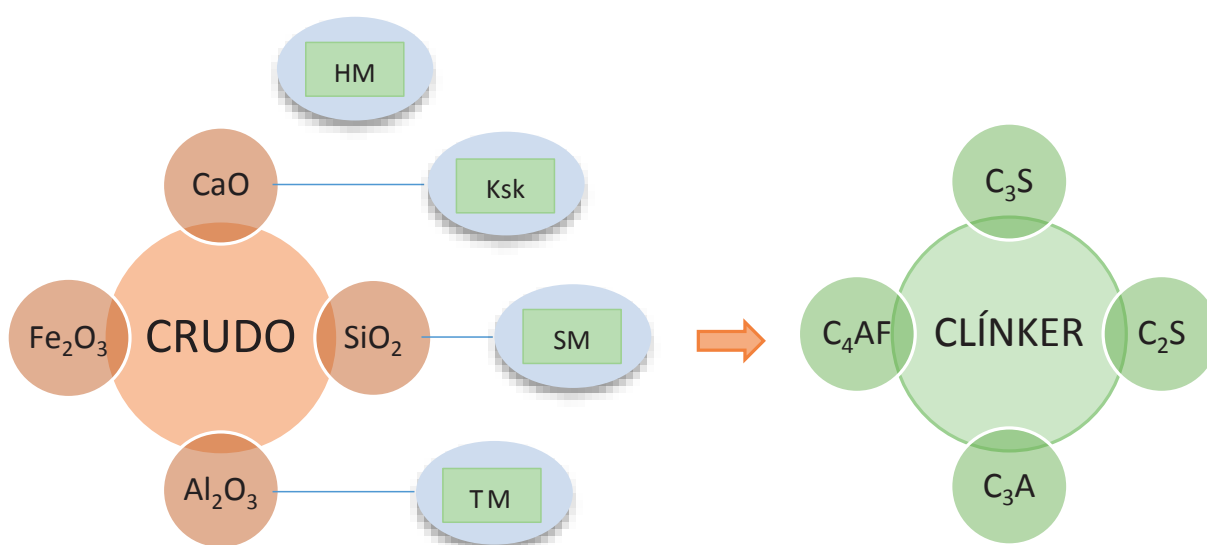 HM
CaO
Ksk
C₃S
Fe₂O₃
CRUDO
SiO₂
SM
C₄AF
CLÍNKER
C₂S
Al₂O₃
TM
C₃A